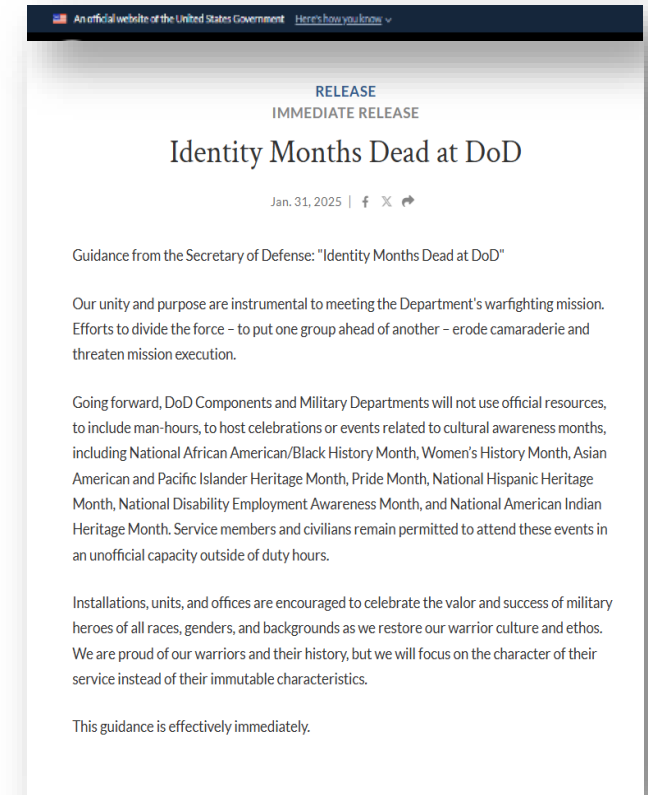 An official website of the United States Government Here's how you know
RELEASE
IMMEDIATE RELEASE
Identity Months Dead at DoD
Jan. 31, 2025 |
Guidance from the Secretary of Defense: "Identity Months Dead at DoD"
Our unity and purpose are instrumental to meeting the Department's warfighting mission.
Efforts to divide the force – to put one group ahead of another – erode camaraderie and
threaten mission execution.
Going forward, DoD Components and Military Departments will not use official resources,
to include man-hours, to host celebrations or events related to cultural awareness months,
including National African American/Black History Month, Women's History Month, Asian
American and Pacific Islander Heritage Month, Pride Month, National Hispanic Heritage
Month, National Disability Employment Awareness Month, and National American Indian
Heritage Month. Service members and civilians remain permitted to attend these events in
an unofficial capacity outside of duty hours.
Installations, units, and offices are encouraged to celebrate the valor and success of military
heroes of all races, genders, and backgrounds as we restore our warrior culture and ethos.
We are proud of our warriors and their history, but we will focus on the character of their
service instead of their immutable characteristics.
This guidance is effectively immediately.